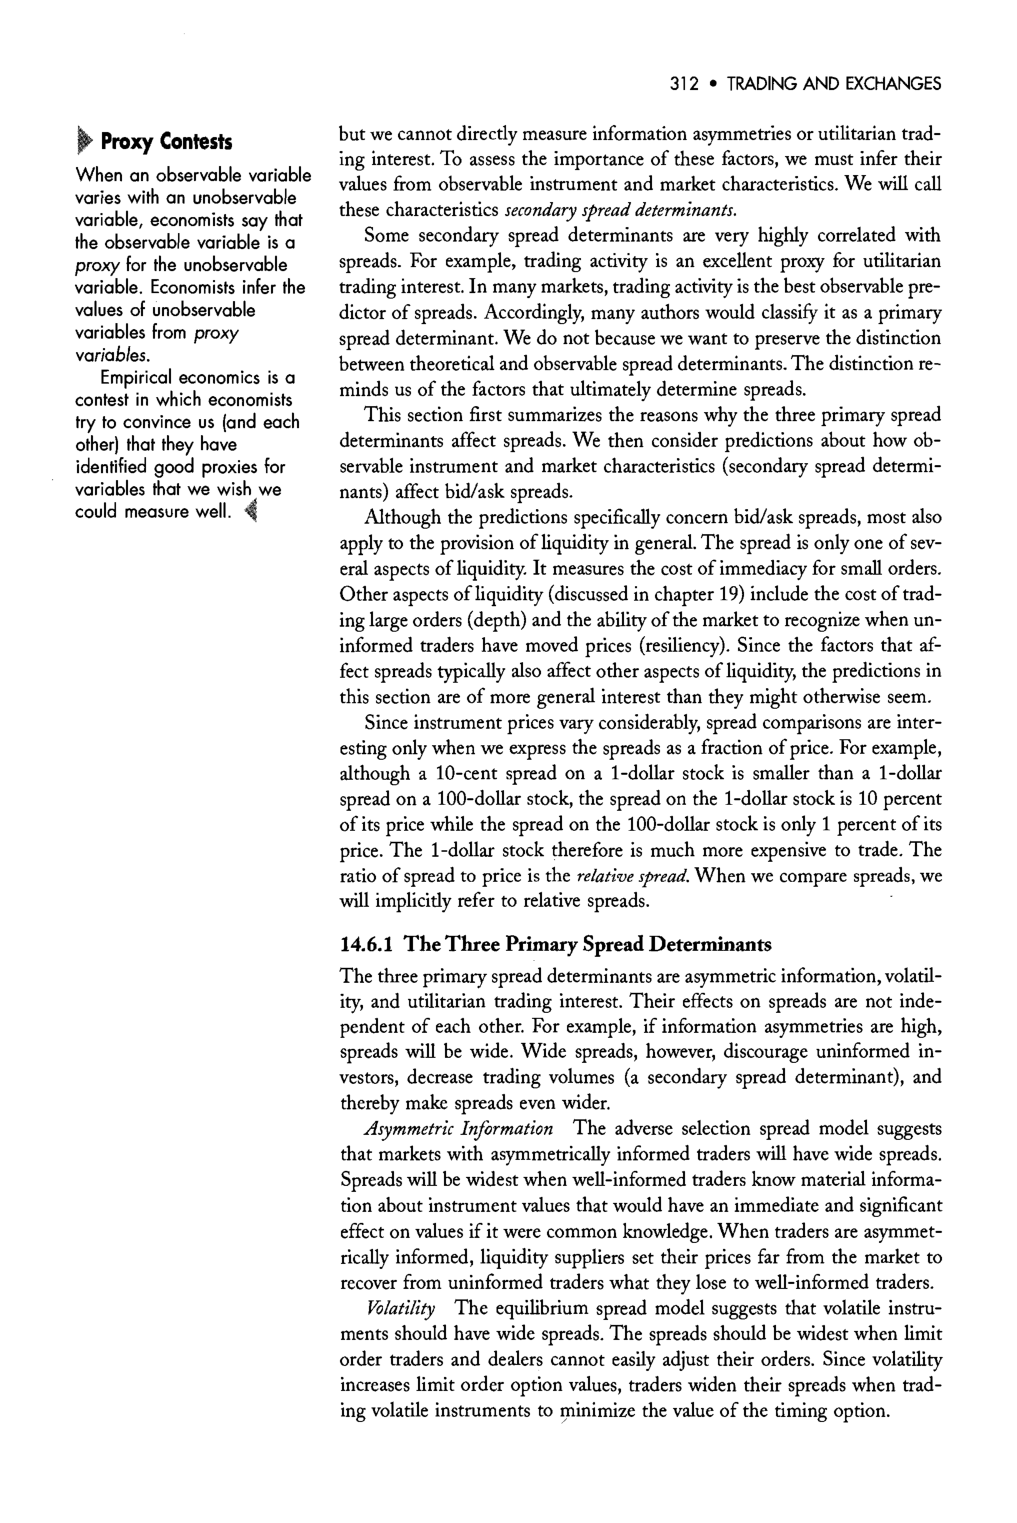 312 • TRADING AND EXCHANGES
Proxy Contests
When an observable variable
varies with an unobservable
variable, economists say that
the observable variable is a
proxy for the unobservable
variable. Economists infer the
values of unobservable
variables from proxy
variables.
Empirical economics is a
contest in which economists
try to convince us (and each
other) that they have
identified good proxies for
variables that we wish we
could measure well.
but we cannot directly measure information asymmetries or utilitarian trad-
ing interest. To assess the importance of these factors, we must infer their
values from observable instrument and market characteristics. We will call
these characteristics secondary spread determinants.
Some secondary spread determinants are very highly correlated with
spreads. For example, trading activity is an excellent proxy for utilitarian
trading interest. In many markets, trading activity is the best observable pre-
dictor of spreads. Accordingly, many authors would classify it as a primary
spread determinant. We do not because we want to preserve the distinction
between theoretical and observable spread determinants. The distinction re-
minds us of the factors that ultimately determine spreads.
This section first summarizes the reasons why the three primary spread
determinants affect spreads. We then consider predictions about how ob-
servable instrument and market characteristics (secondary spread determi-
nants) affect bid/ask spreads.
Although the predictions specifically concern bid/ask spreads, most also
apply to the provision of liquidity in general. The spread is only one of sev-
eral aspects of liquidity. It measures the cost of immediacy for small orders.
Other aspects of liquidity (discussed in chapter 19) include the cost of trad-
ing large orders (depth) and the ability of the market to recognize when un-
informed traders have moved prices (resiliency). Since the factors that af-
fect spreads typically also affect other aspects of liquidity, the predictions in
this section are of more general interest than they might otherwise seem.
Since instrument prices vary considerably, spread comparisons are inter-
esting only when we express the spreads as a fraction of price. For example,
although a 10-cent spread on a 1-dollar stock is smaller than a 1-dollar
spread on a 100-dollar stock, the spread on the 1-dollar stock is 10 percent
of its price while the spread on the 100-dollar stock is only 1 percent of its
price. The 1-dollar stock therefore is much more expensive to trade. The
ratio of spread to price is the relative spread. When we compare spreads, we
will implicitly refer to relative spreads.
14.6.1 The Three Primary Spread Determinants
The three primary spread determinants are asymmetric information, volatil-
ity, and utilitarian trading interest. Their effects on spreads are not inde-
pendent of each other. For example, if information asymmetries are high,
spreads will be wide. Wide spreads, however, discourage uninformed in-
vestors, decrease trading volumes (a secondary spread determinant), and
thereby make spreads even wider.
Asymmetric Information The adverse selection spread model suggests
that markets with asymmetrically informed traders will have wide spreads.
Spreads will be widest when well-informed traders know material informa-
tion about instrument values that would have an immediate and significant
effect on values if it were common knowledge. When traders are asymmet-
rically informed, liquidity suppliers set their prices far from the market to
recover from uninformed traders what they lose to well-informed traders.
Volatility The equilibrium spread model suggests that volatile instru-
ments should have wide spreads. The spreads should be widest when limit
order traders and dealers cannot easily adjust their orders. Since volatility
increases limit order option values, traders widen their spreads when trad-
ing volatile instruments to minimize the value of the timing option.